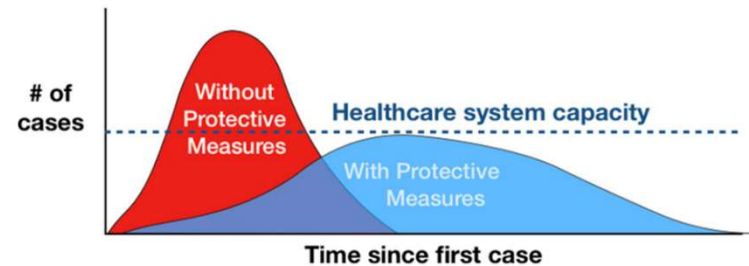 Without
Protective
Measures
# of
cases
Healthcare system capacity
With Protective
Measures
Time since first case